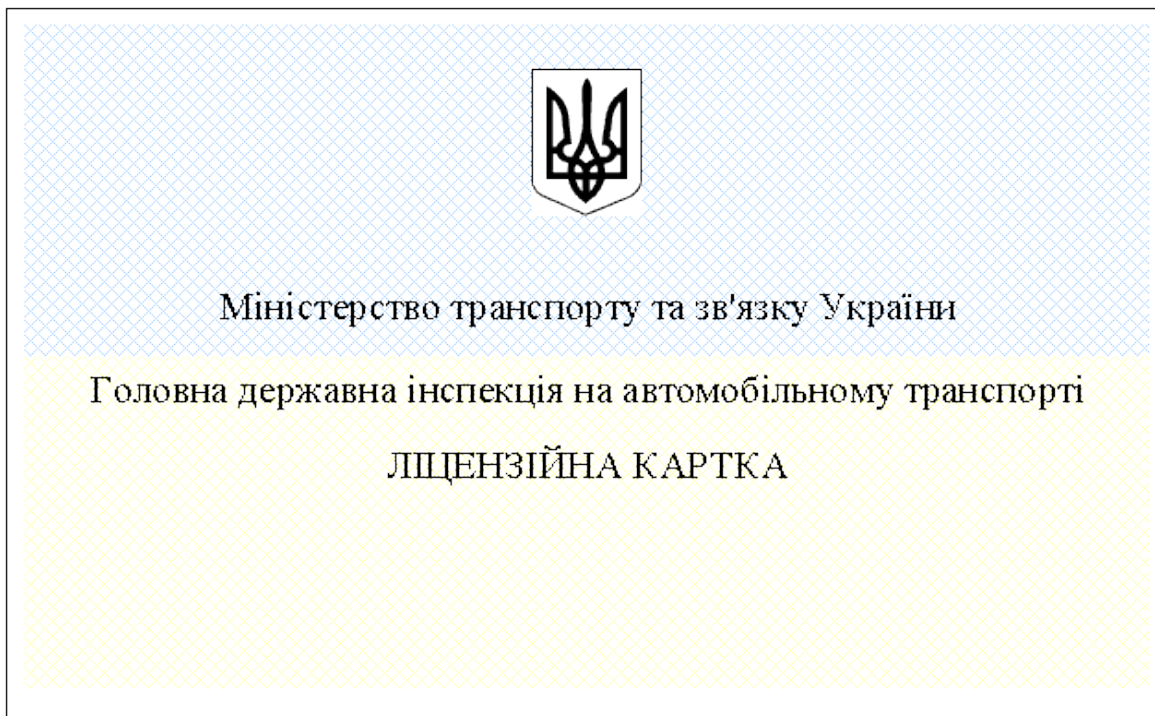 Міністерство транспорту та зв'язку України
Головна державна інспекція на автомобільному транспорті
ЛІЦЕНЗІЙНА КАРТКА